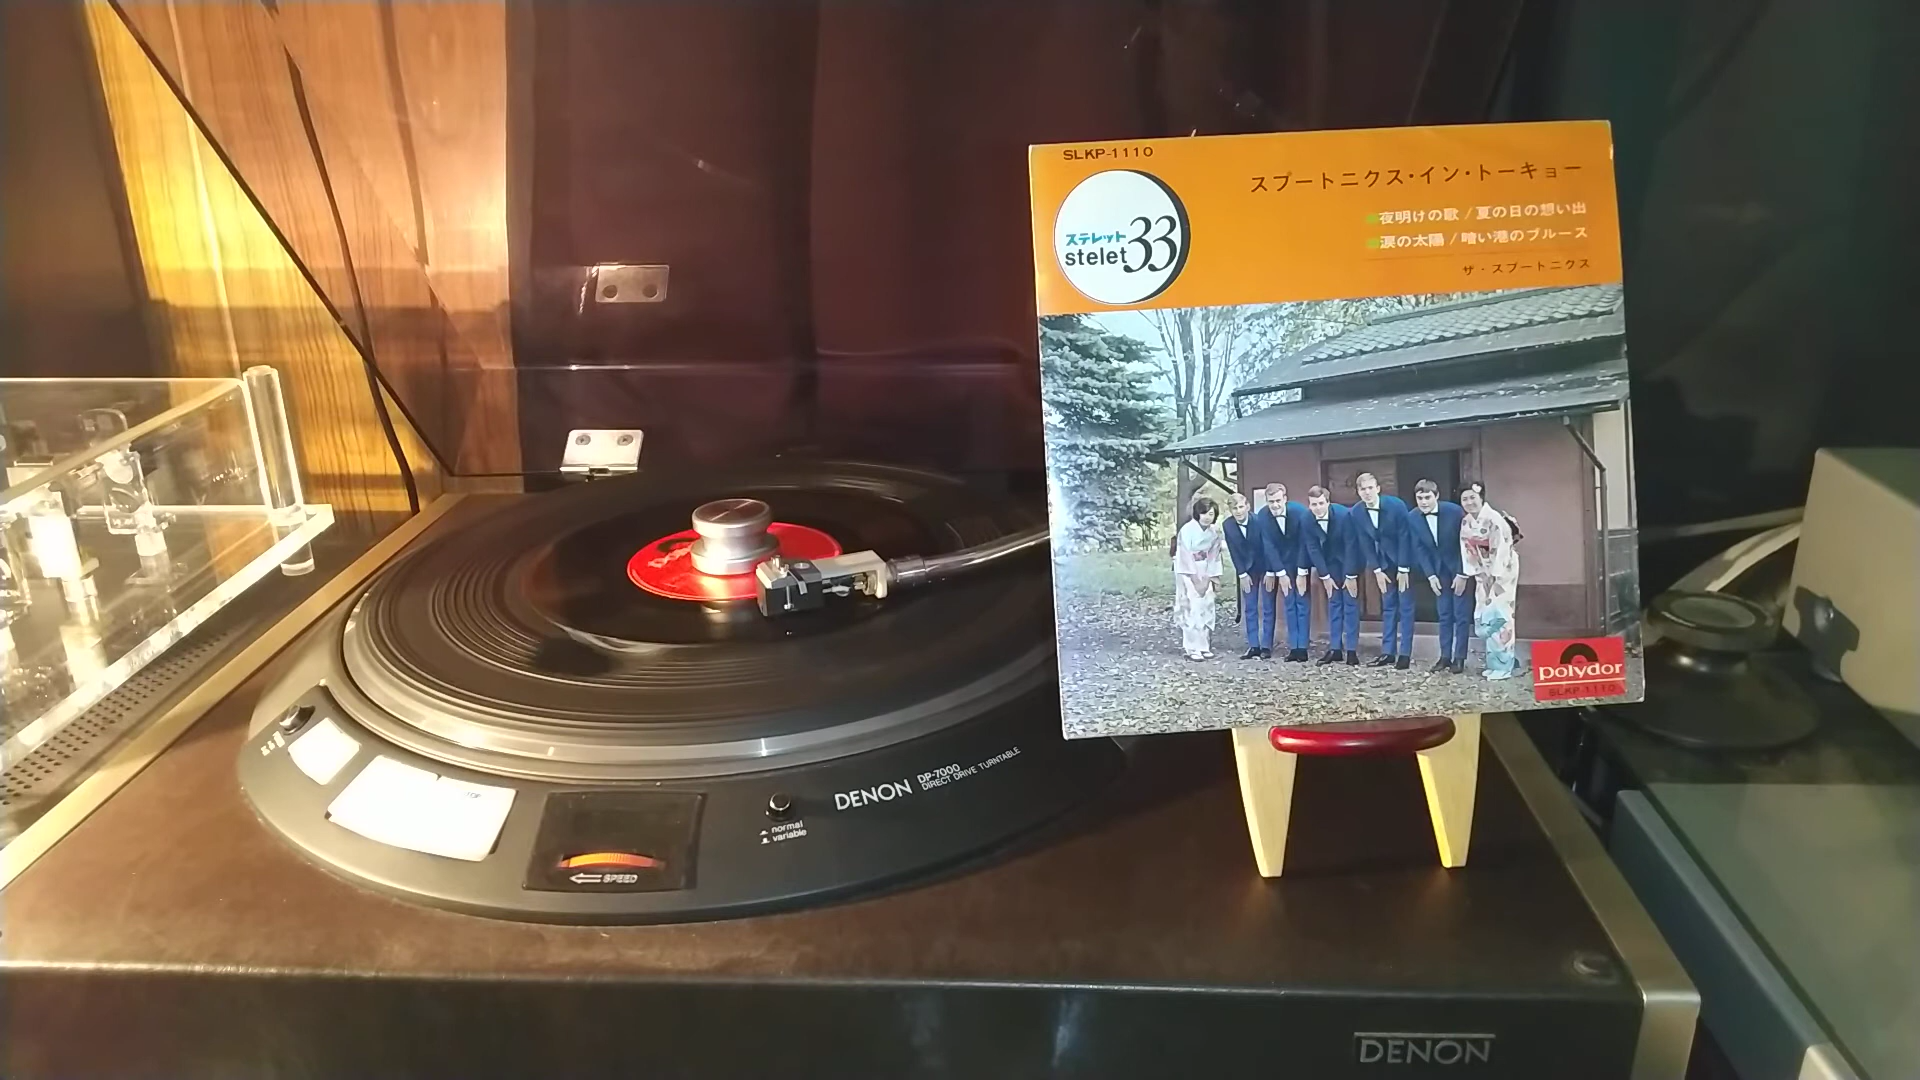 SLKP-1110
スプートニクス・イン・トーキョー
夜明けの歌 / 夏の日の想い出
涙の太陽 / 暗い港のブルース
ザ・スプートニクス
ステレット
stelet 33
polydor
SLKP-1110
DENON DP-7000
DIRECT DRIVE TURNTABLE
normal
variable
SPEED
DENON